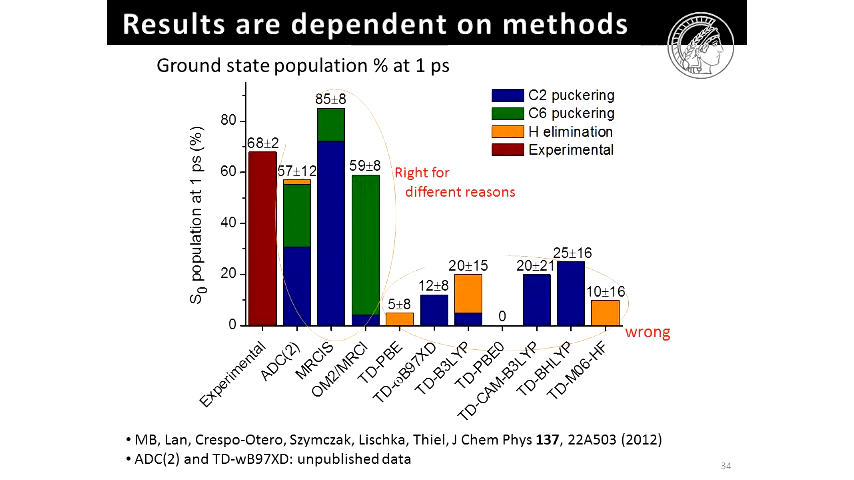 Results are dependent on methods
Ground state population % at 1 ps
C2 puckering
C6 puckering
H elimination
Experimental
S0 population at 1 ps (%)
80
60
40
20
0
68±2
57±12
85±8
59±8
5±8
12±8
20±15
0
20±21
25±16
10±16
Right for
different reasons
wrong
Experimental
ADC(2)
MRCIS
OM2/MRCI
TD-PBE
TD-ωB97XD
TD-B3LYP
TD-PBE0
TD-CAM-B3LYP
TD-BHLYP
TD-M06-HF
• MB, Lan, Crespo-Otero, Szymczak, Lischka, Thiel, J Chem Phys 137, 22A503 (2012)
• ADC(2) and TD-wB97XD: unpublished data
34